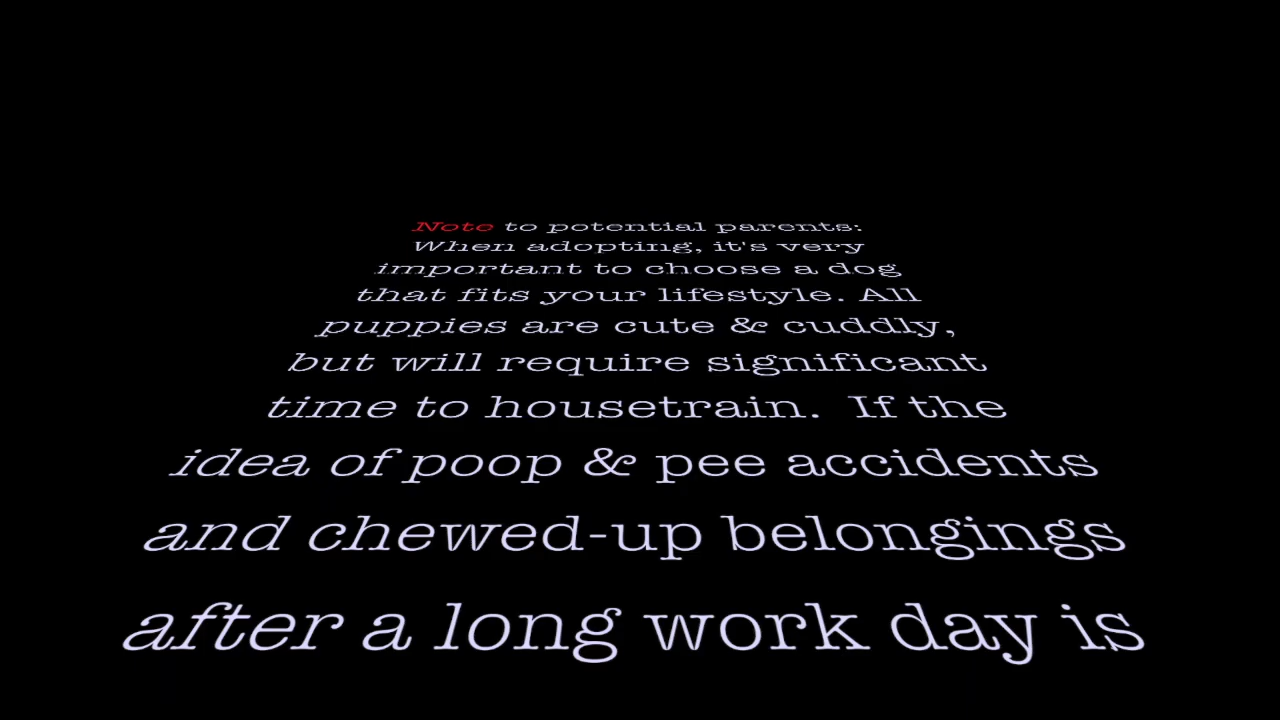 Note to potential parents:
When adopting, it's very
important to choose a dog
that fits your lifestyle. All
puppies are cute & cuddly,
but will require significant
time to housetrain. If the
idea of poop & pee accidents
and chewed-up belongings
after a long work day is